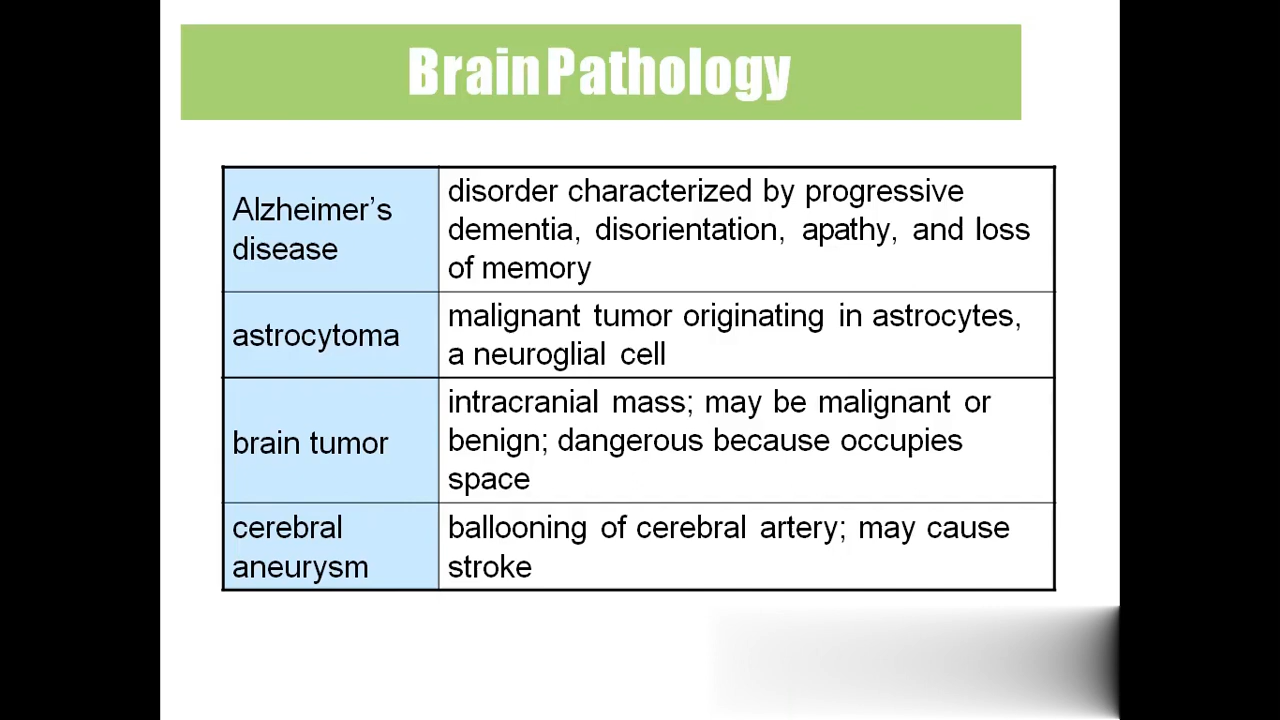 Brain Pathology
Alzheimer’s
disease
disorder characterized by progressive
dementia, disorientation, apathy, and loss
of memory
astrocytoma
malignant tumor originating in astrocytes,
a neuroglial cell
brain tumor
intracranial mass; may be malignant or
benign; dangerous because occupies
space
cerebral
aneurysm
ballooning of cerebral artery; may cause
stroke